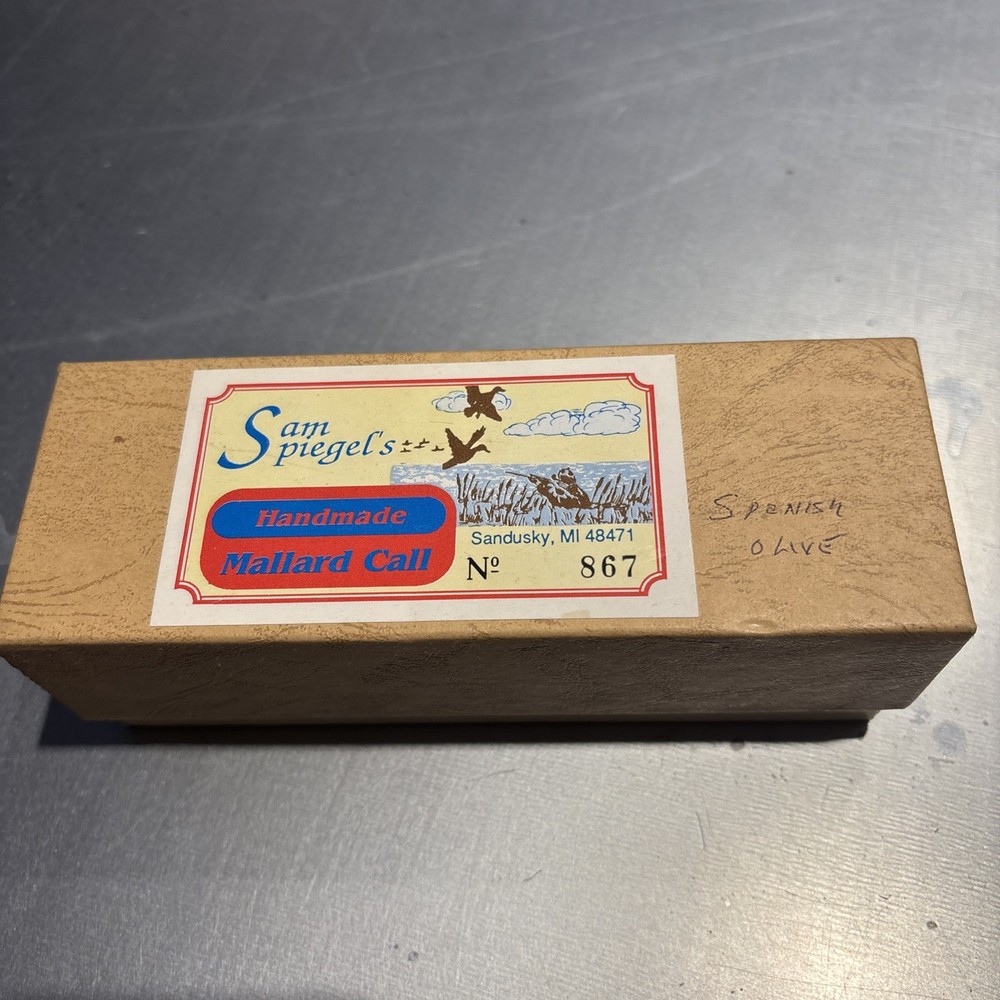 Sam
Spiegel's
Handmade
Mallard Call
Sandusky, MI 48471
Nº 867
SPENISH
OLIVE